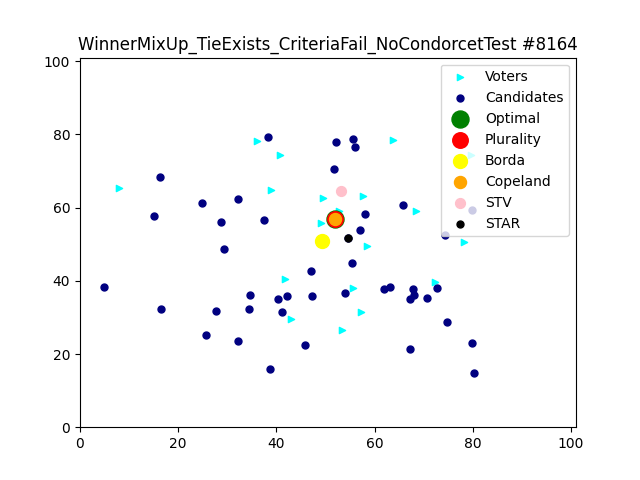 WinnerMixUp_TieExists_CriteriaFail_NoCondorcetTest #8164
100
80
60
40
20
0
0 20 40 60 80 100
Voters
Candidates
Optimal
Plurality
Borda
Copeland
STV
STAR